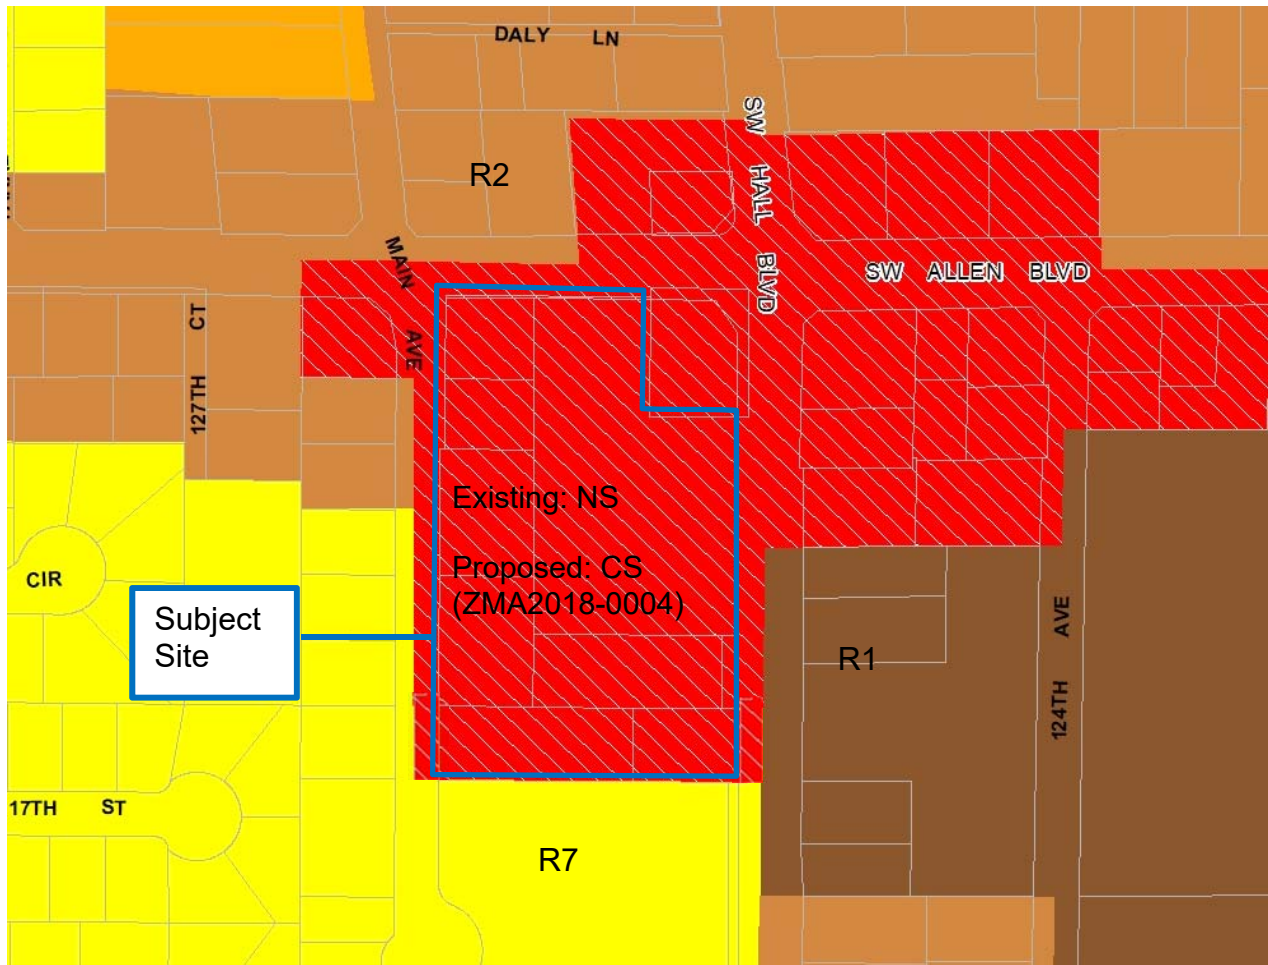 DALY LN
SW HALL BLVD
R2
MAIN AVE
SW ALLEN BLVD
127TH CT
Existing: NS
Proposed: CS
(ZMA2018-0004)
CIR
Subject
Site
R1
124TH AVE
17TH ST
R7